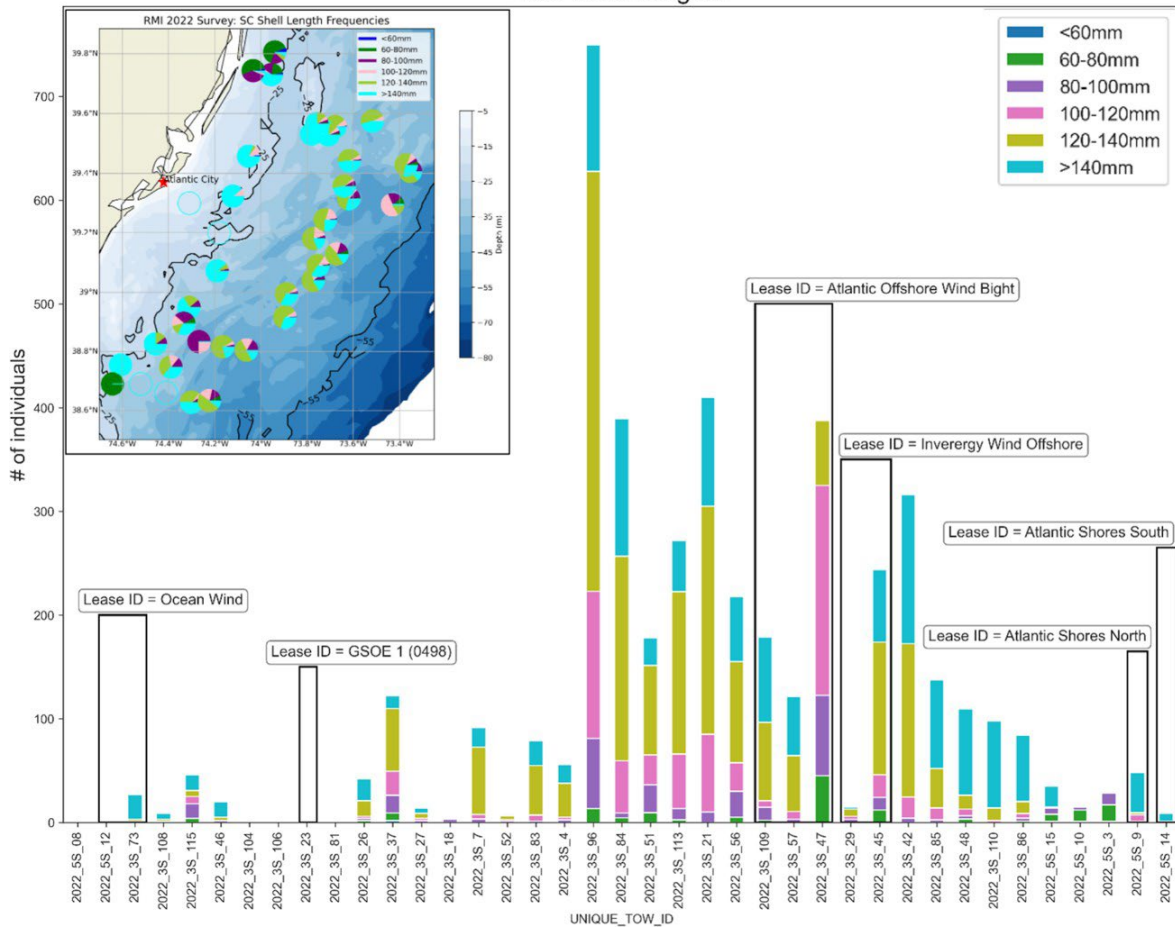 RMI 2022 Survey: SC Shell Length Frequencies
<60mm
60-80mm
80-100mm
100-120mm
120-140mm
>140mm
39.8°N
39.6°N
39.4°N
39.2°N
39°N
38.8°N
38.6°N
74.6°W
74.4°W
74.2°W
74°W
73.8°W
73.6°W
73.4°W
Atlantic City
−25
−25
−25
−55
−55
−5
−15
−25
−35
−45
−55
−70
−80
Depth (m)
<60mm
60-80mm
80-100mm
100-120mm
120-140mm
>140mm
# of individuals
700
600
500
400
300
200
100
0
Lease ID = Ocean Wind
Lease ID = GSOE 1 (0498)
Lease ID = Atlantic Offshore Wind Bight
Lease ID = Inverergy Wind Offshore
Lease ID = Atlantic Shores South
Lease ID = Atlantic Shores North
2022_5S_08
2022_5S_12
2022_3S_73
2022_3S_108
2022_3S_115
2022_3S_46
2022_3S_104
2022_3S_106
2022_3S_23
2022_3S_81
2022_3S_26
2022_3S_37
2022_3S_27
2022_3S_18
2022_3S_7
2022_3S_52
2022_3S_83
2022_3S_4
2022_3S_96
2022_3S_84
2022_3S_51
2022_3S_113
2022_3S_21
2022_3S_56
2022_3S_109
2022_3S_57
2022_3S_47
2022_3S_29
2022_3S_45
2022_3S_42
2022_3S_85
2022_3S_48
2022_3S_110
2022_3S_86
2022_5S_15
2022_5S_10
2022_5S_3
2022_5S_9
2022_5S_14
UNIQUE_TOW_ID